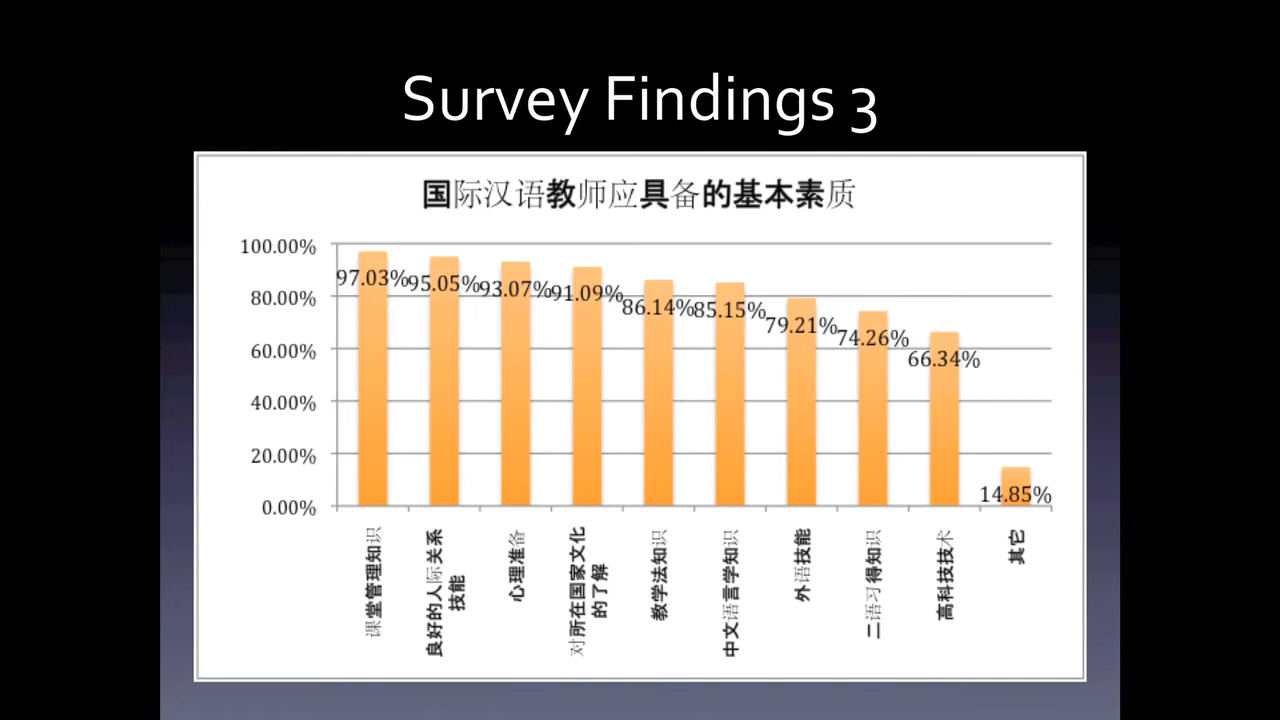 Survey Findings 3
国际汉语教师应具备的基本素质
100.00%
80.00%
60.00%
40.00%
20.00%
0.00%
97.03%
95.05%
93.07%
91.09%
86.14%
85.15%
79.21%
74.26%
66.34%
14.85%
课堂管理知识
良好的人际关系
技能
心理准备
对所在国家文化
的了解
教学法知识
中文语言学知识
外语技能
二语习得知识
高科技技术
其它